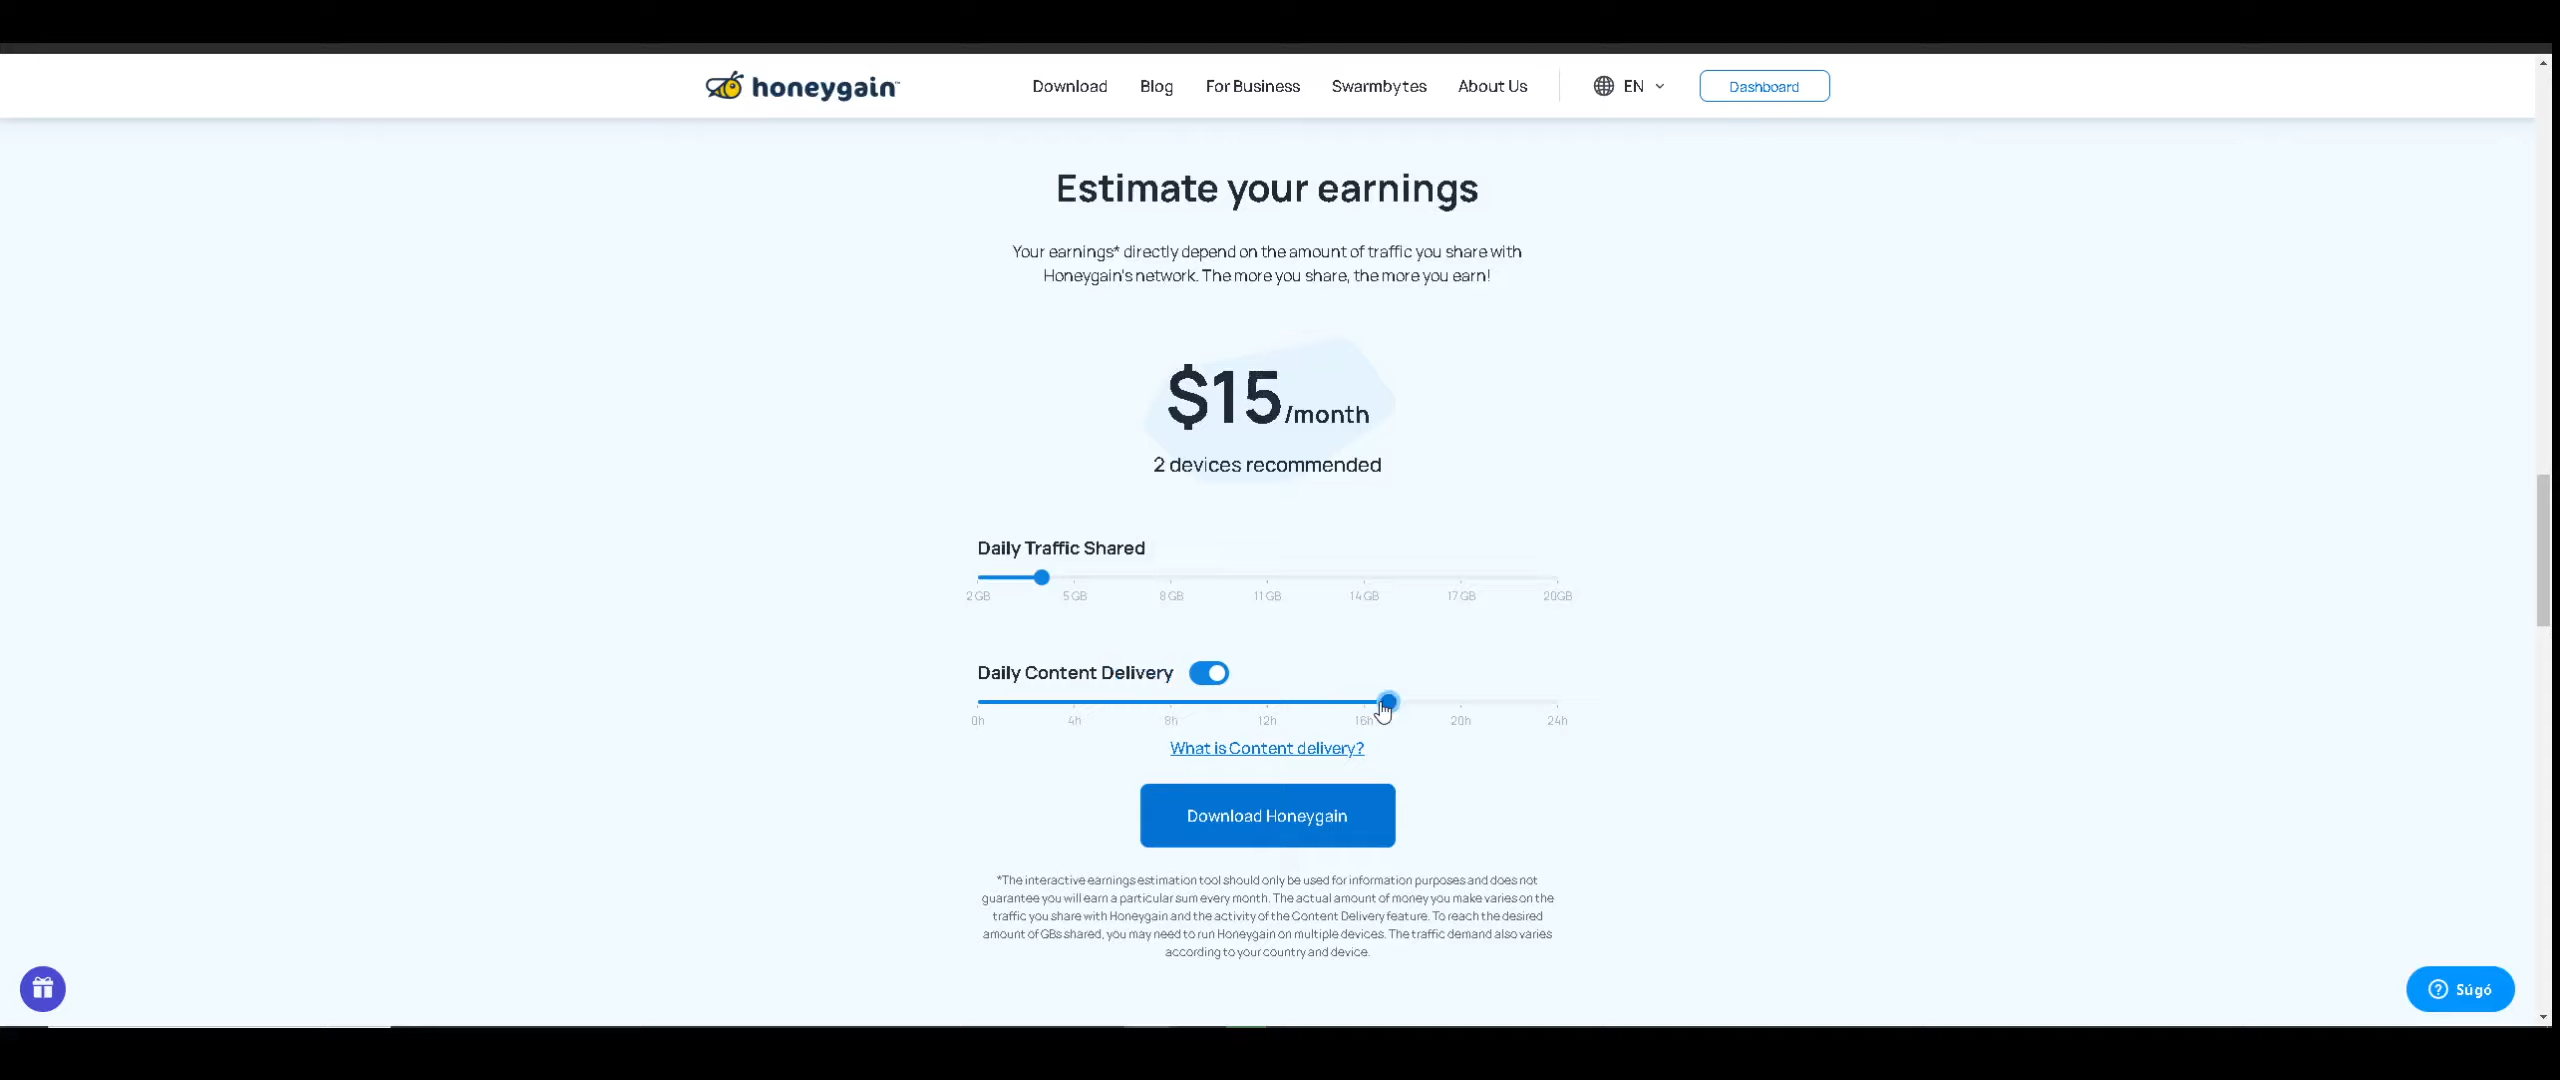 honeygain™ Download Blog For Business Swarmbytes About Us EN Dashboard
Estimate your earnings
Your earnings* directly depend on the amount of traffic you share with
Honeygain's network. The more you share, the more you earn!
$15/month
2 devices recommended
Daily Traffic Shared
2 GB 5 GB 8 GB 11 GB 14 GB 17 GB 20GB
Daily Content Delivery
0h 4h 8h 12h 16h 20h 24h
What is Content delivery?
Download Honeygain
*The interactive earnings estimation tool should only be used for information purposes and does not
guarantee you will earn a particular sum every month. The actual amount of money you make varies on the
traffic you share with Honeygain and the activity of the Content Delivery feature. To reach the desired
amount of GBs shared, you may need to run Honeygain on multiple devices. The traffic demand also varies
according to your country and device.
? Súgó